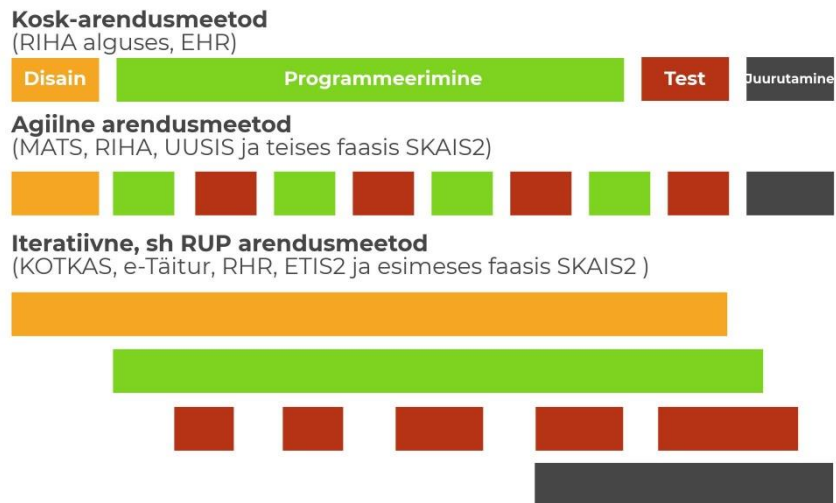 Kosk-arendusmeetod
(RIHA alguses, EHR)
Disain Programmeerimine Test Juurutamine
Agiilne arendusmeetod
(MATS, RIHA, UUSIS ja teises faasis SKAIS2)
Iteratiivne, sh RUP arendusmeetod
(KOTKAS, e-Täitur, RHR, ETIS2 ja esimeses faasis SKAIS2 )